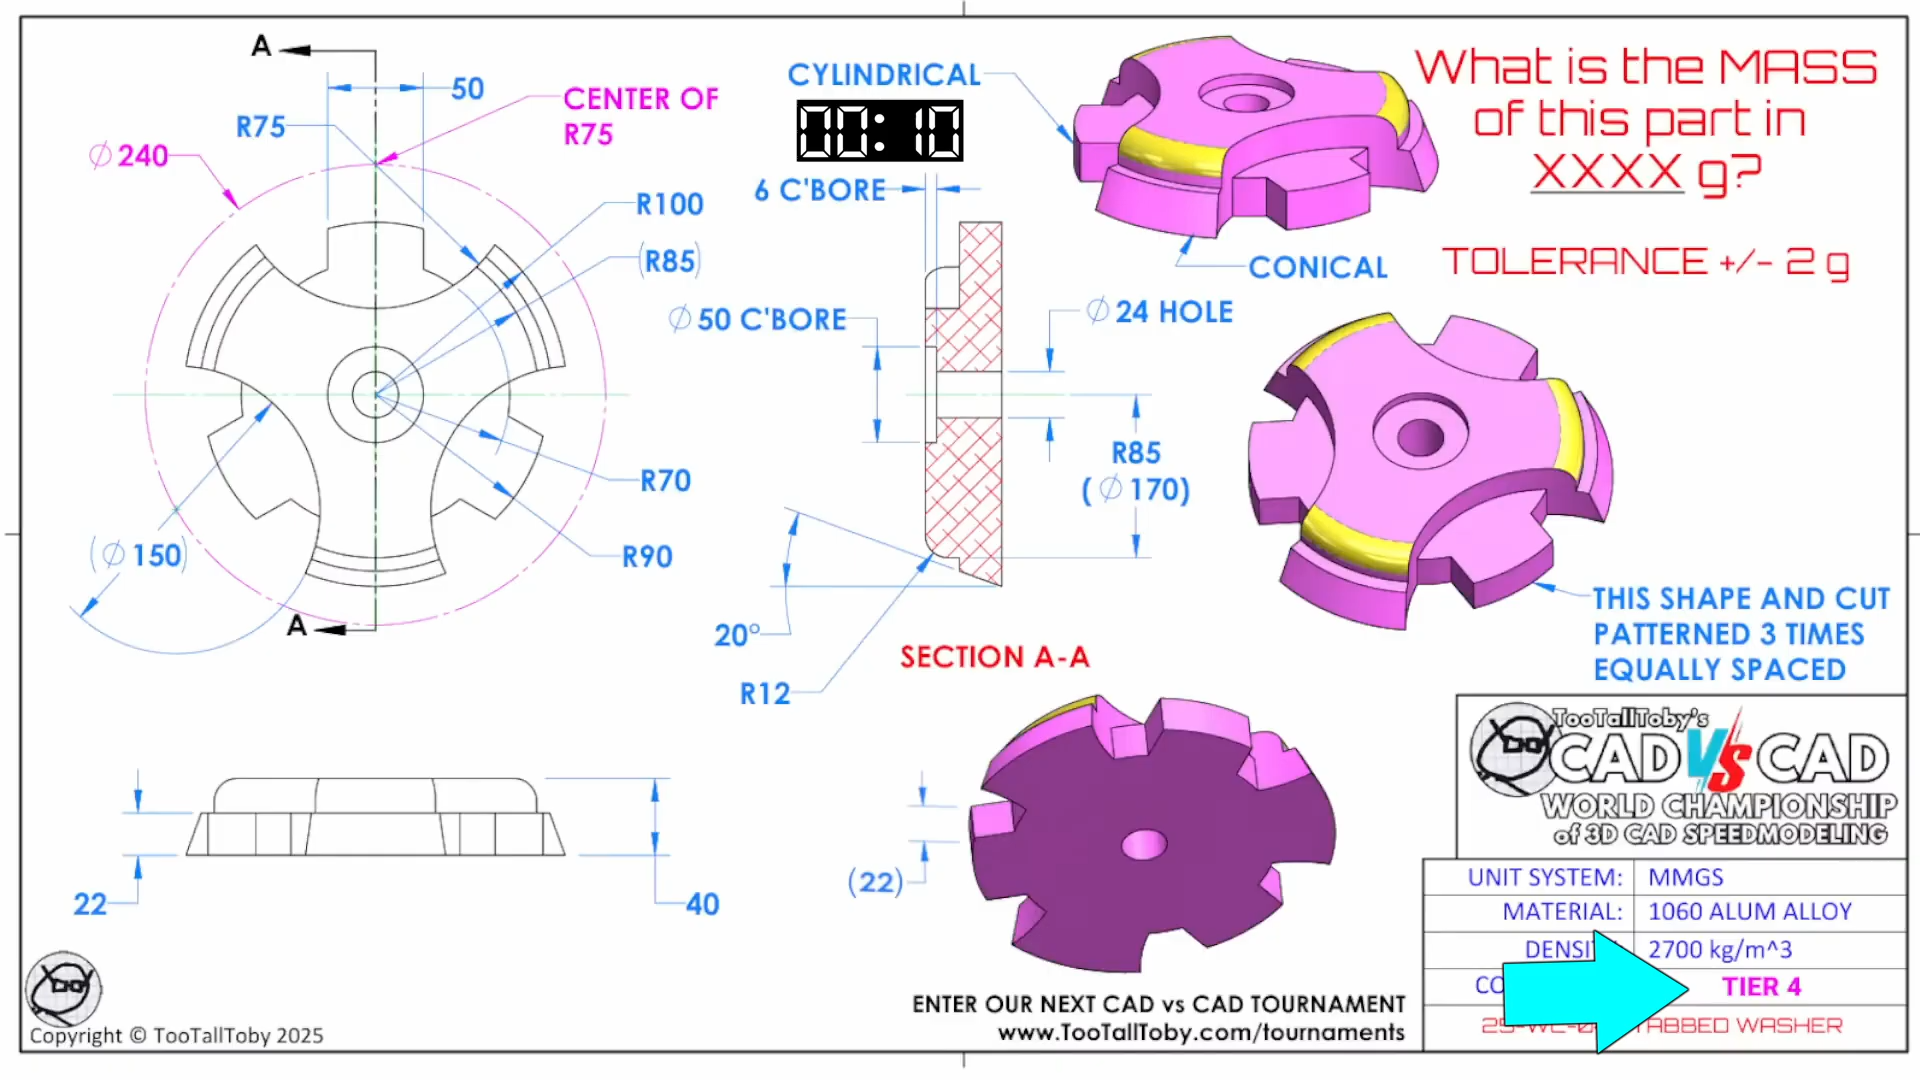 A
50
CENTER OF
R75
R75
Ø 240
R100
(R85)
R70
R90
(Ø 150)
A
CYLINDRICAL
00:10
6 C'BORE
Ø 50 C'BORE
Ø 24 HOLE
R85
(Ø 170)
20°
R12
SECTION A-A
CONICAL
What is the MASS
of this part in
XXXX g?
TOLERANCE +/- 2 g
THIS SHAPE AND CUT
PATTERNED 3 TIMES
EQUALLY SPACED
22
40
(22)
TooTallToby's
CAD VS CAD
WORLD CHAMPIONSHIP
of 3D CAD SPEEDMODELING
UNIT SYSTEM: MMGS
MATERIAL: 1060 ALUM ALLOY
2700 kg/m^3
TIER 4
WASHER
ENTER OUR NEXT CAD vs CAD TOURNAMENT
www.TooTallToby.com/tournaments
Copyright © TooTallToby 2025